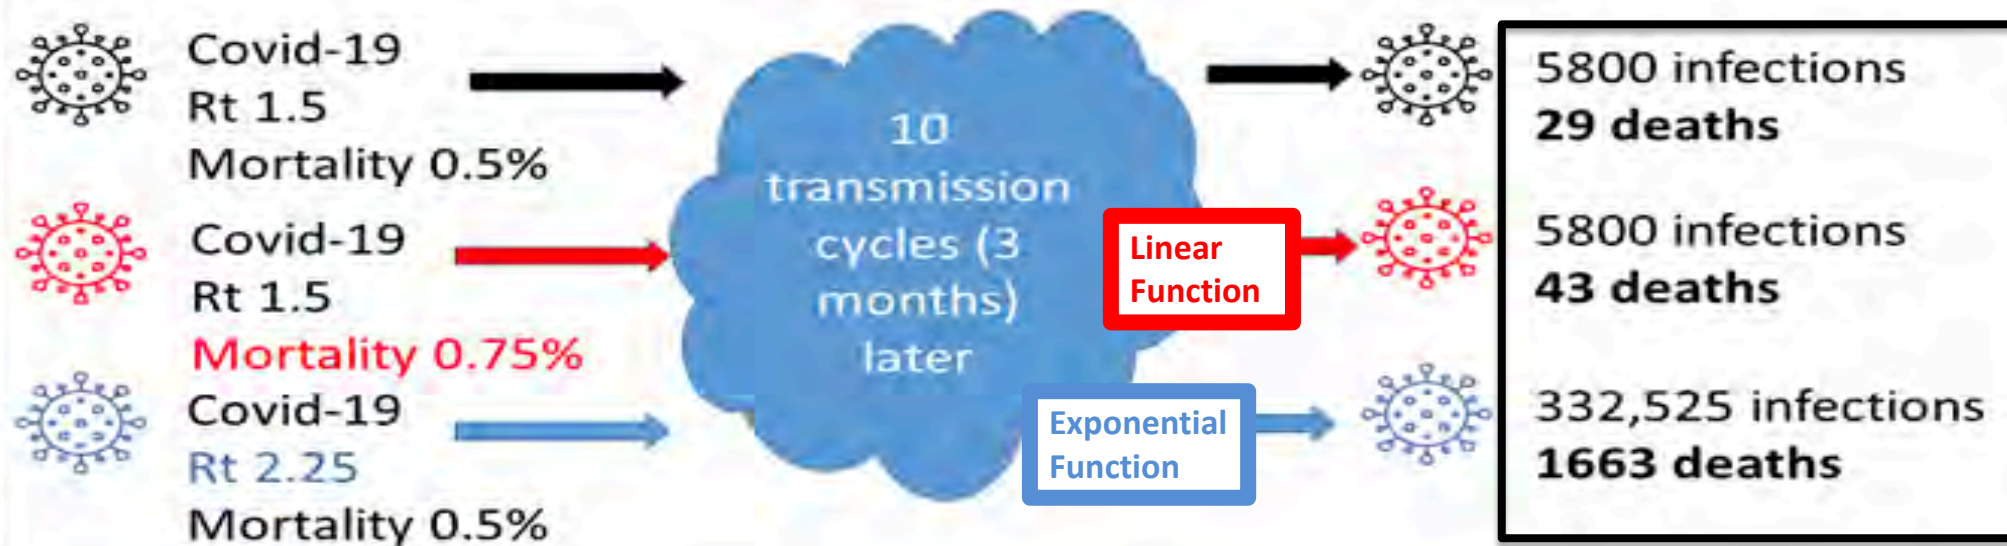 Covid-19
Rt 1.5
Mortality 0.5%
Covid-19
Rt 1.5
Mortality 0.75%
Covid-19
Rt 2.25
Mortality 0.5%
10
transmission
cycles (3
months)
later
Linear
Function
Exponential
Function
5800 infections
29 deaths
5800 infections
43 deaths
332,525 infections
1663 deaths